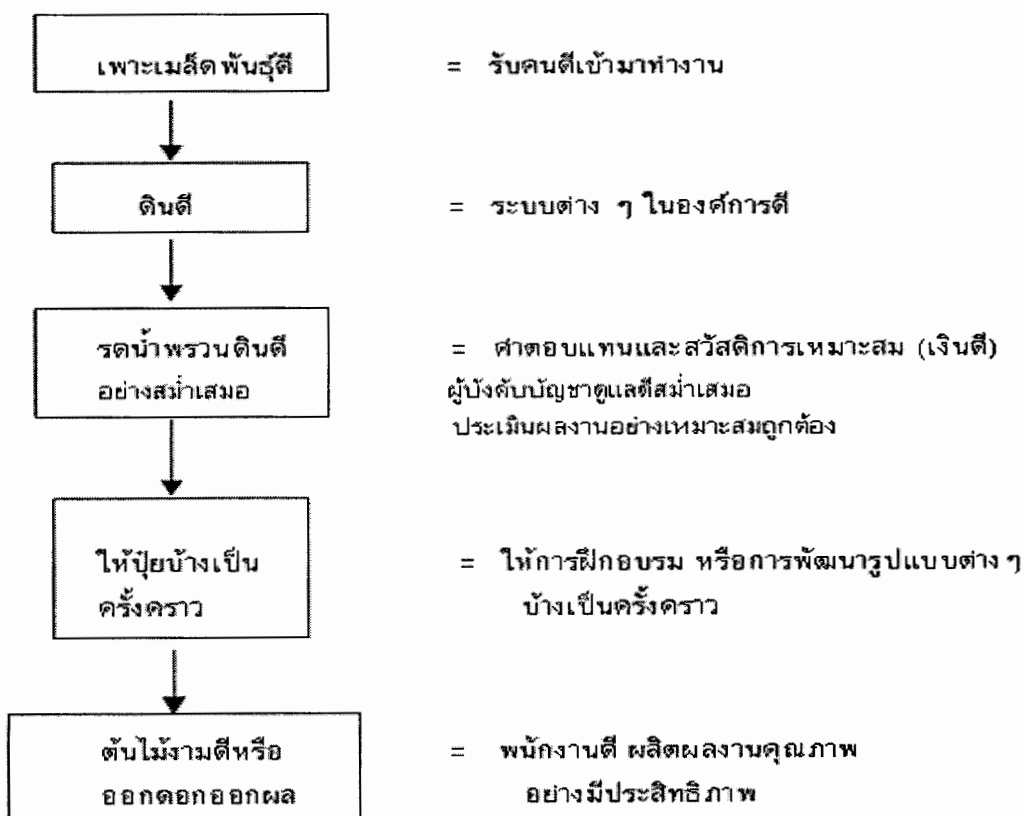 เพาะเมล็ดพันธุ์ดี = รับคนดีเข้ามาทำงาน
ดินดี = ระบบต่าง ๆ ในองค์การดี
รดน้ำพรวนดินดี = ค่าตอบแทนและสวัสดิการเหมาะสม (เงินดี)
อย่างสม่ำเสมอ ผู้บังคับบัญชาดูแลดีสม่ำเสมอ
ประเมินผลงานอย่างเหมาะสมถูกต้อง
ให้ปุ๋ยบ้างเป็น = ให้การฝึกอบรม หรือการพัฒนารูปแบบต่าง ๆ
ครั้งคราว บ้างเป็นครั้งคราว
ต้นไม้งามดีหรือ = พนักงานดี ผลิตผลงานคุณภาพ
ออกดอกออกผล อย่างมีประสิทธิภาพ